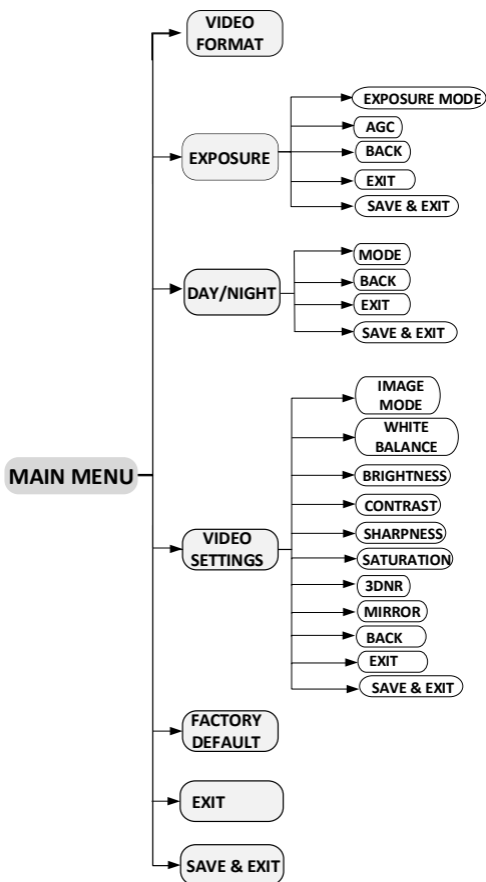 VIDEO
FORMAT
EXPOSURE
EXPOSURE MODE
AGC
BACK
EXIT
SAVE & EXIT
DAY/NIGHT
MODE
BACK
EXIT
SAVE & EXIT
MAIN MENU
VIDEO
SETTINGS
IMAGE
MODE
WHITE
BALANCE
BRIGHTNESS
CONTRAST
SHARPNESS
SATURATION
3DNR
MIRROR
BACK
EXIT
SAVE & EXIT
FACTORY
DEFAULT
EXIT
SAVE & EXIT